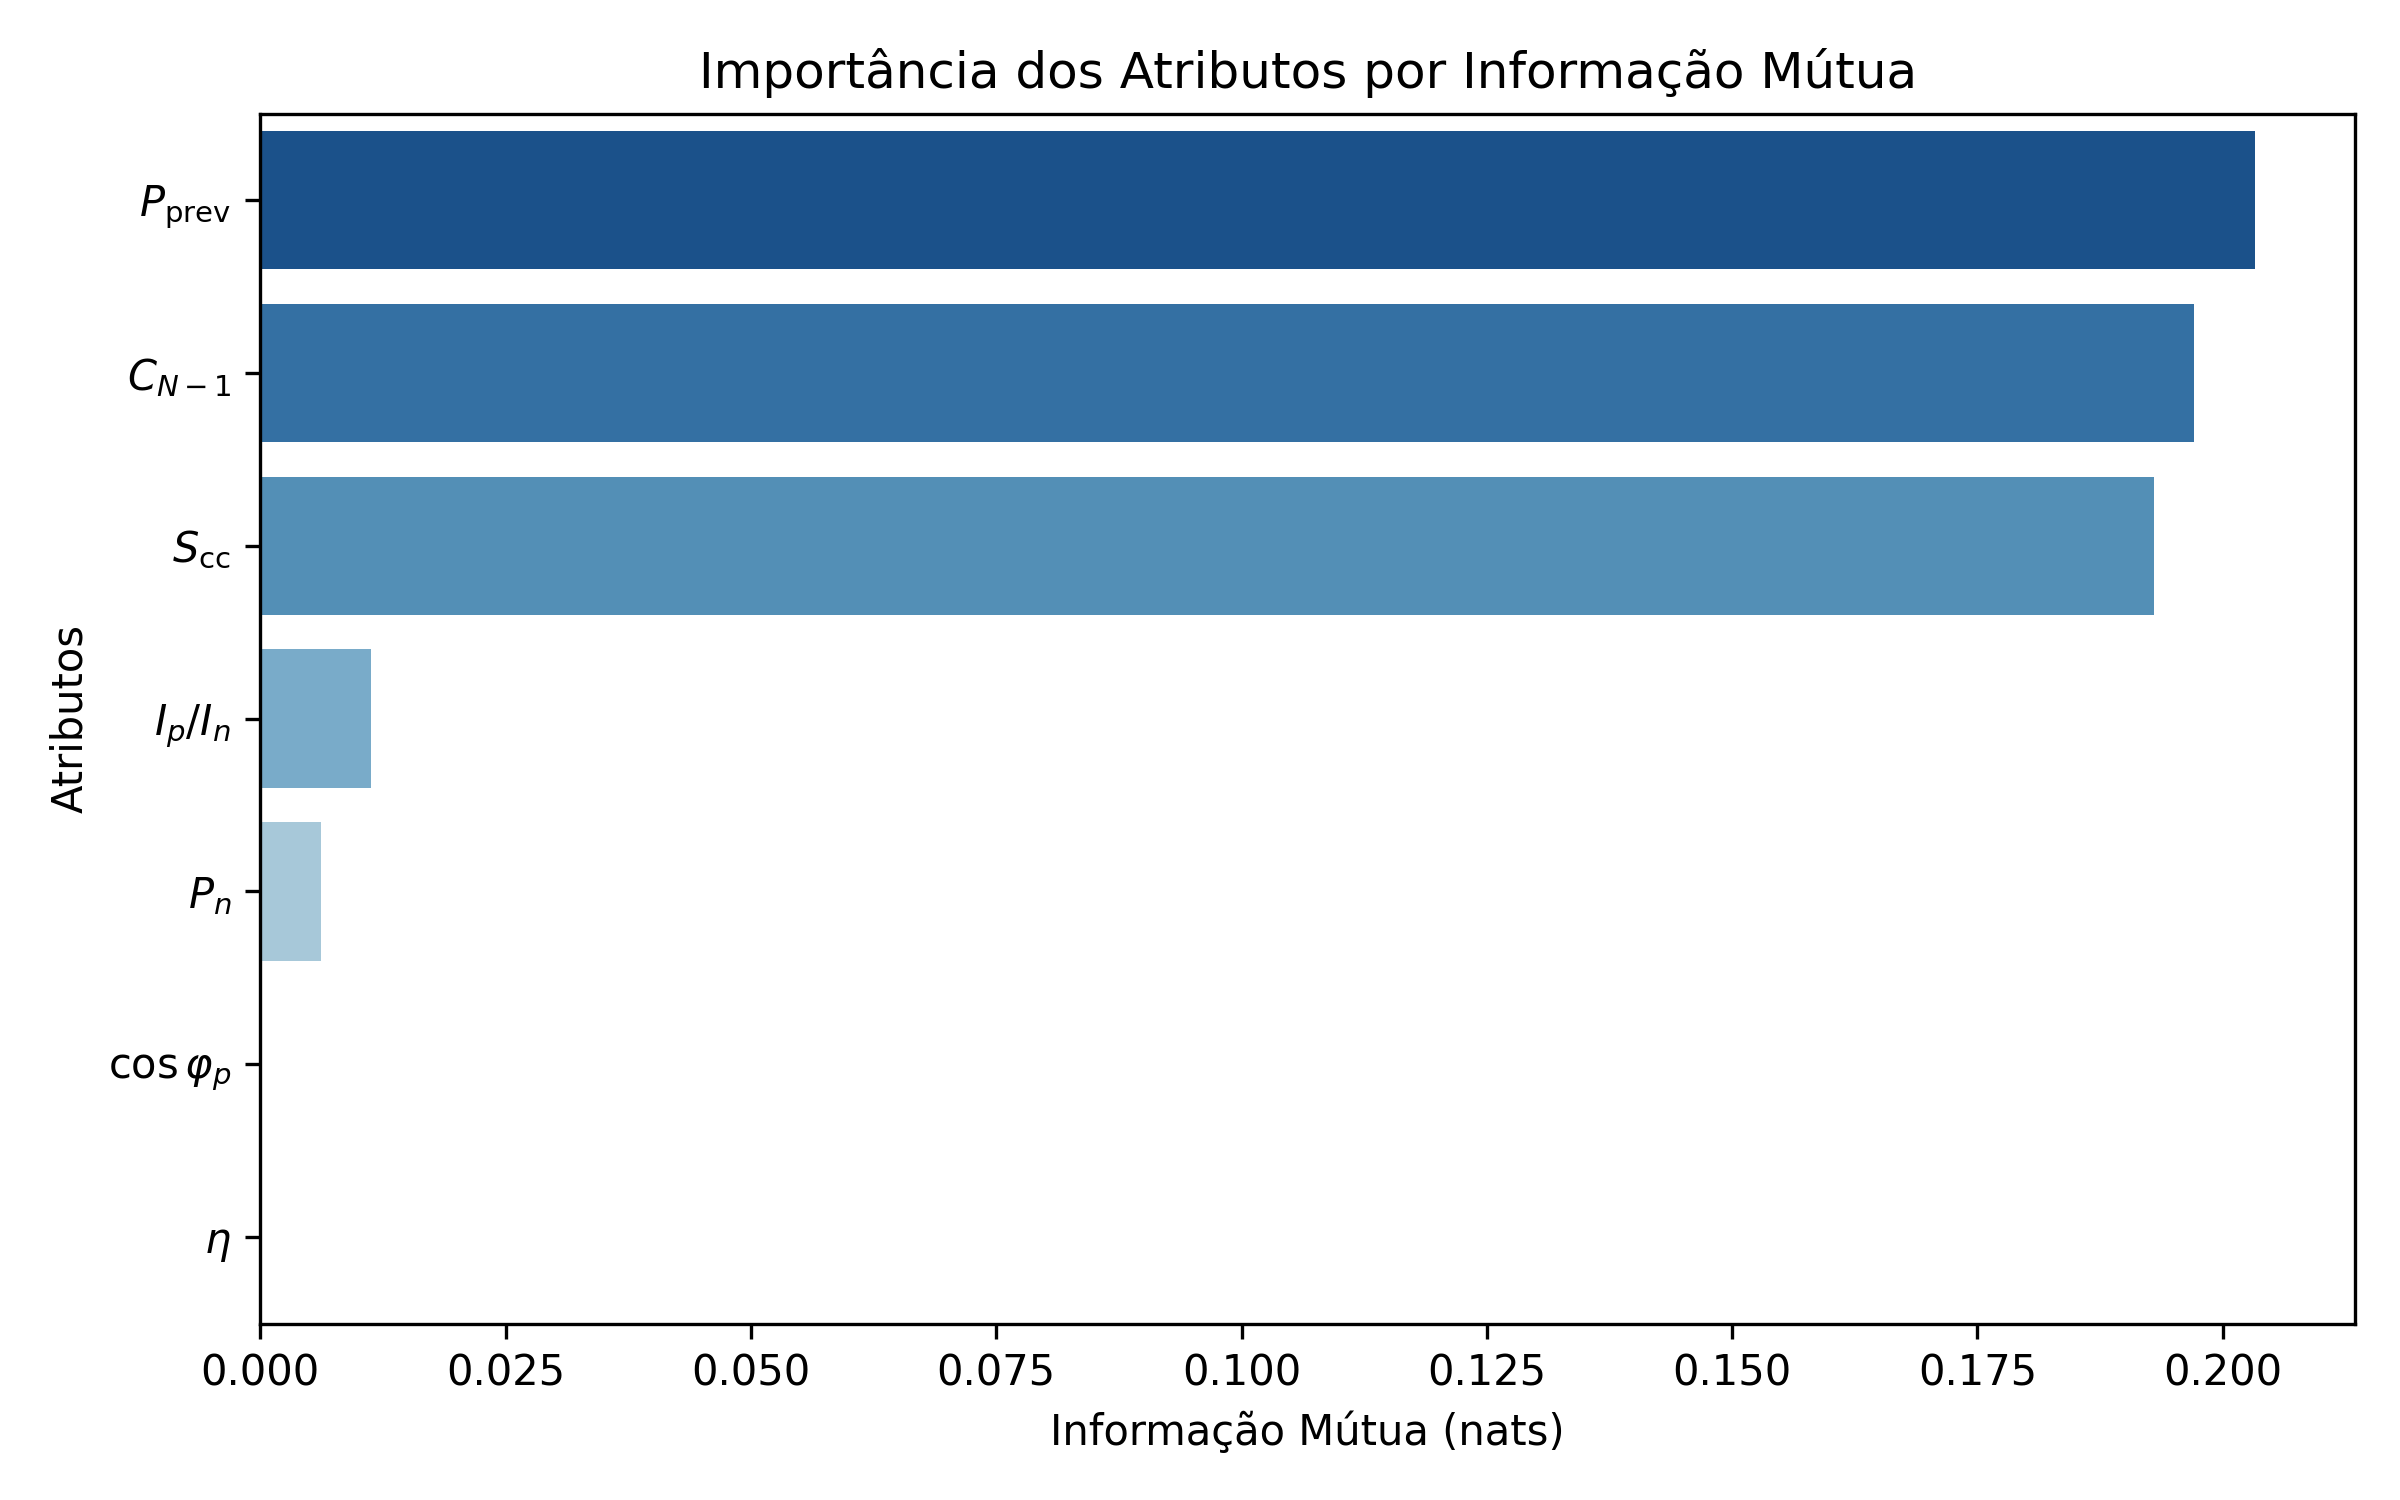 Importância dos Atributos por Informação Mútua
Atributos
P_prev
C_{N−1}
S_cc
I_p/I_n
P_n
cos φ_p
η
0.000 0.025 0.050 0.075 0.100 0.125 0.150 0.175 0.200
Informação Mútua (nats)